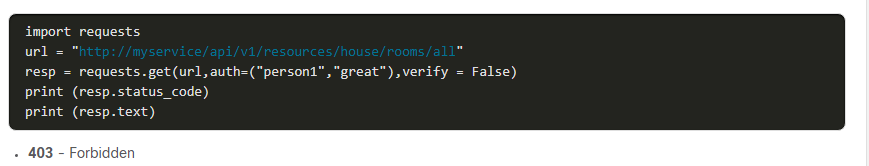 import requests
url = "http://myservice/api/v1/resources/house/rooms/all"
resp = requests.get(url,auth=("person1","great"),verify = False)
print (resp.status_code)
print (resp.text)
• 403 - Forbidden